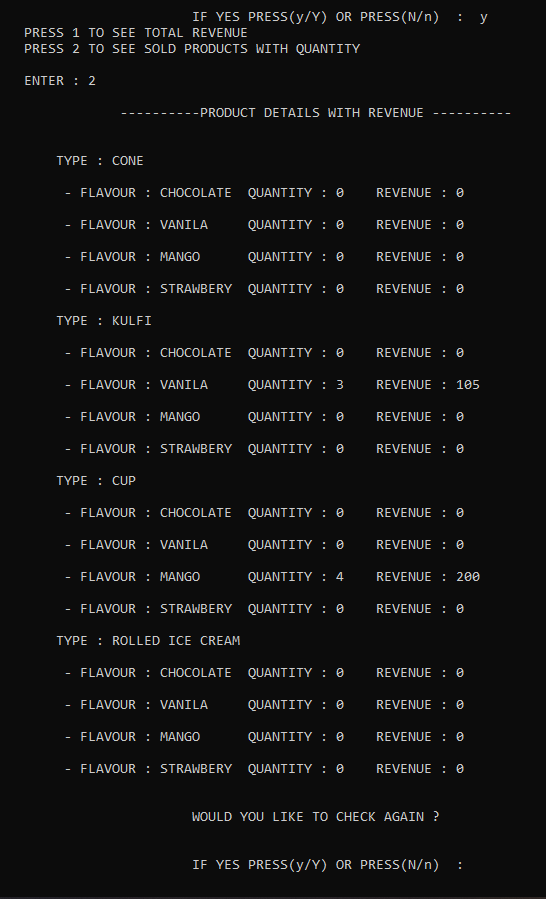 IF YES PRESS(y/Y) OR PRESS(N/n)  :  y
PRESS 1 TO SEE TOTAL REVENUE
PRESS 2 TO SEE SOLD PRODUCTS WITH QUANTITY
ENTER : 2
----------PRODUCT DETAILS WITH REVENUE ----------
TYPE : CONE
- FLAVOUR : CHOCOLATE  QUANTITY : 0    REVENUE : 0
- FLAVOUR : VANILA     QUANTITY : 0    REVENUE : 0
- FLAVOUR : MANGO      QUANTITY : 0    REVENUE : 0
- FLAVOUR : STRAWBERY  QUANTITY : 0    REVENUE : 0
TYPE : KULFI
- FLAVOUR : CHOCOLATE  QUANTITY : 0    REVENUE : 0
- FLAVOUR : VANILA     QUANTITY : 3    REVENUE : 105
- FLAVOUR : MANGO      QUANTITY : 0    REVENUE : 0
- FLAVOUR : STRAWBERY  QUANTITY : 0    REVENUE : 0
TYPE : CUP
- FLAVOUR : CHOCOLATE  QUANTITY : 0    REVENUE : 0
- FLAVOUR : VANILA     QUANTITY : 0    REVENUE : 0
- FLAVOUR : MANGO      QUANTITY : 4    REVENUE : 200
- FLAVOUR : STRAWBERY  QUANTITY : 0    REVENUE : 0
TYPE : ROLLED ICE CREAM
- FLAVOUR : CHOCOLATE  QUANTITY : 0    REVENUE : 0
- FLAVOUR : VANILA     QUANTITY : 0    REVENUE : 0
- FLAVOUR : MANGO      QUANTITY : 0    REVENUE : 0
- FLAVOUR : STRAWBERY  QUANTITY : 0    REVENUE : 0
WOULD YOU LIKE TO CHECK AGAIN ?
IF YES PRESS(y/Y) OR PRESS(N/n)  :